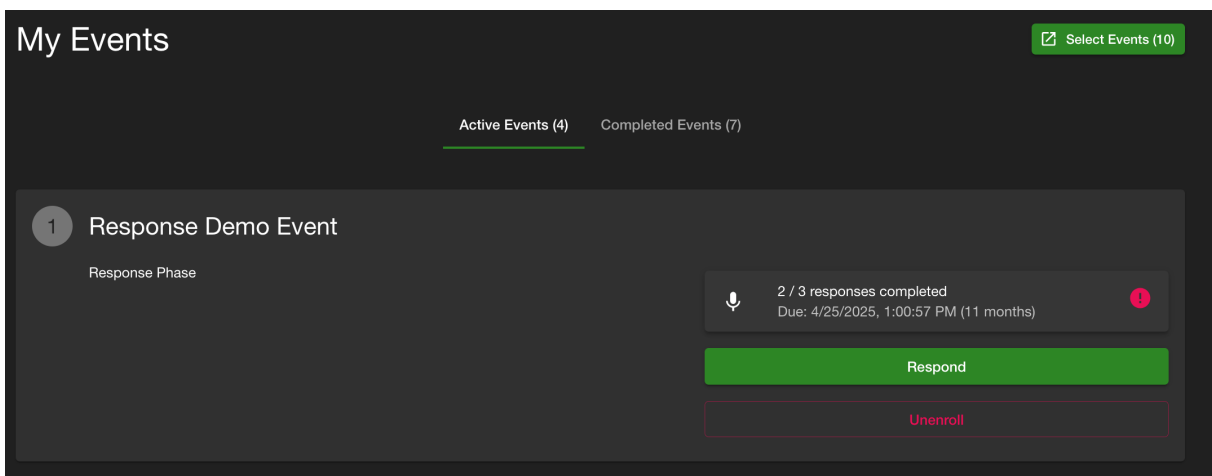 My Events
Select Events (10)
Active Events (4)
Completed Events (7)
1
Response Demo Event
Response Phase
2 / 3 responses completed
Due: 4/25/2025, 1:00:57 PM (11 months)
Respond
Unenroll